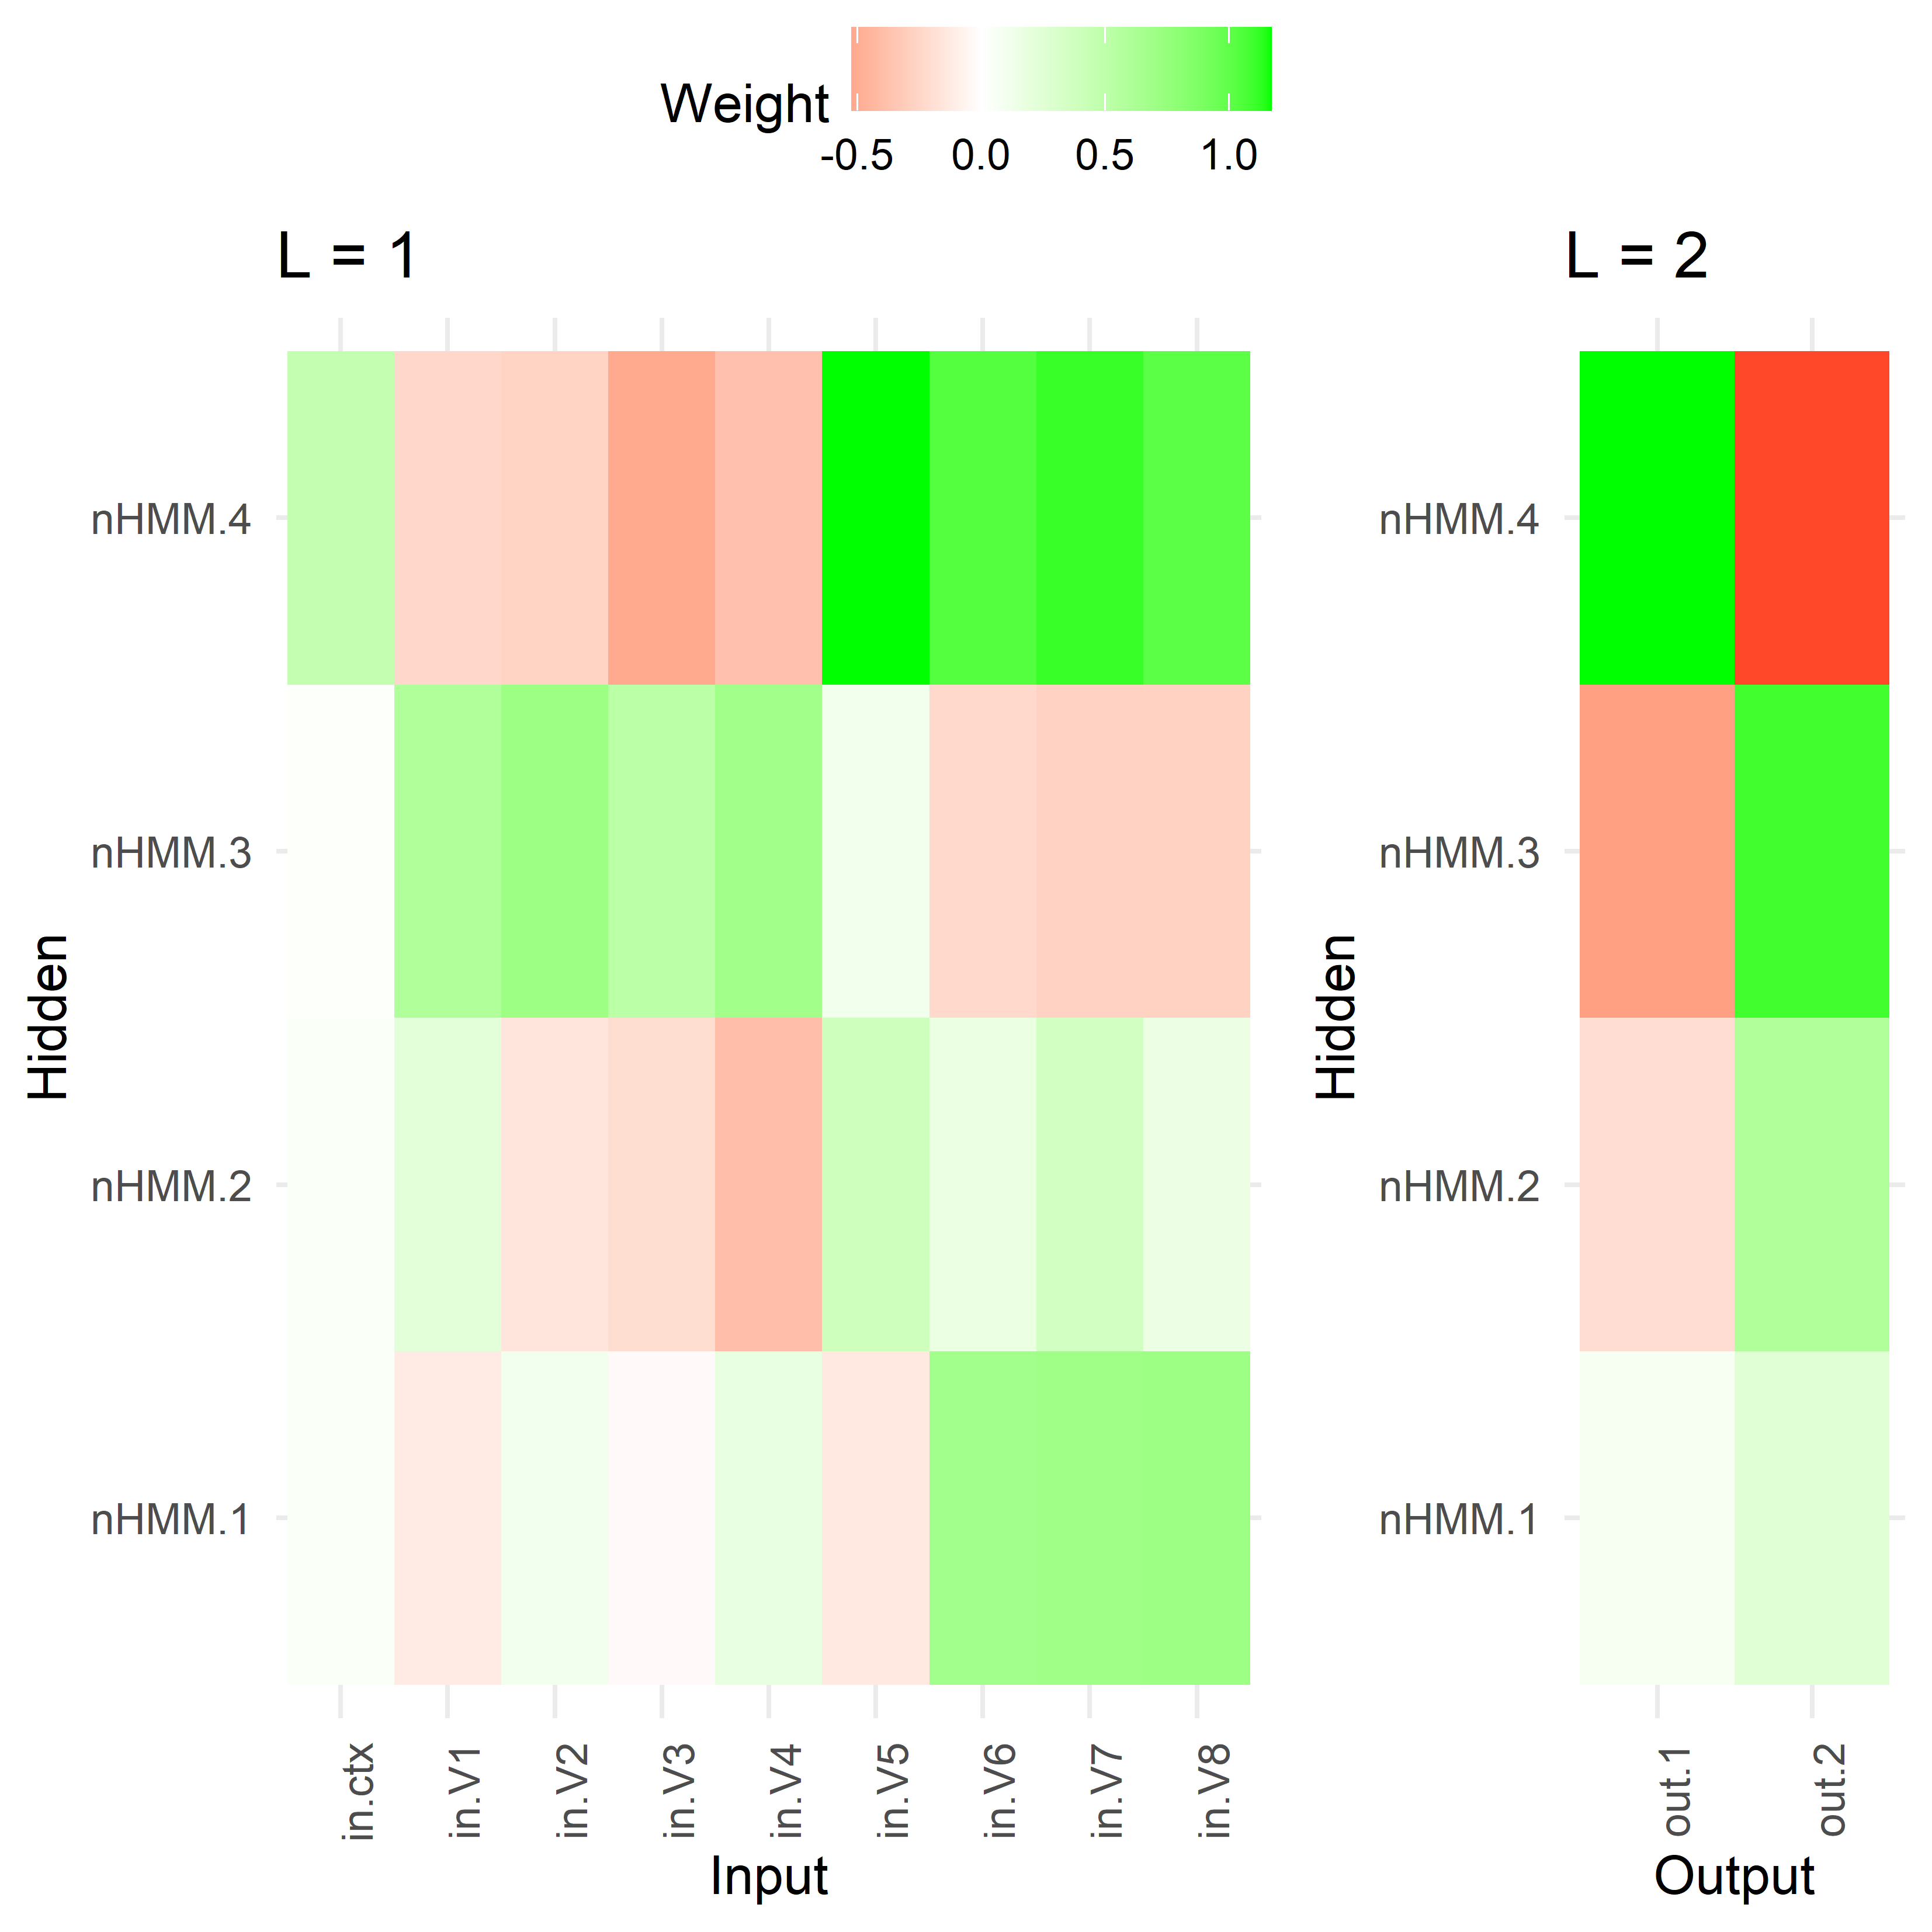 Weight
-0.5 0.0 0.5 1.0
L = 1
L = 2
Hidden
nHMM.4
nHMM.3
nHMM.2
nHMM.1
in.ctx in.V1 in.V2 in.V3 in.V4 in.V5 in.V6 in.V7 in.V8
Input
Hidden
nHMM.4
nHMM.3
nHMM.2
nHMM.1
out.1 out.2
Output